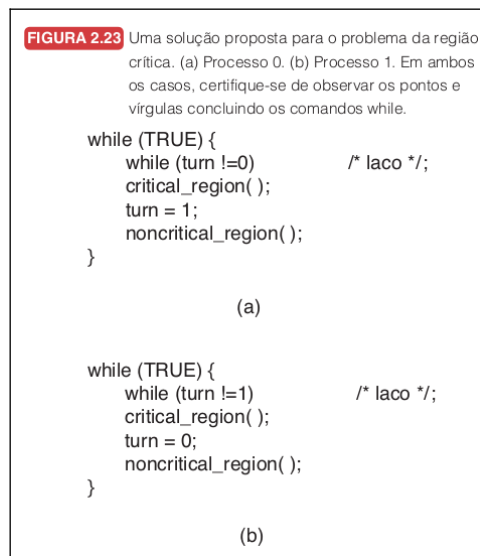 FIGURA 2.23 Uma solução proposta para o problema da região
crítica. (a) Processo 0. (b) Processo 1. Em ambos
os casos, certifique-se de observar os pontos e
vírgulas concluindo os comandos while.
while (TRUE) {
while (turn !=0) /* laco */;
critical_region( );
turn = 1;
noncritical_region( );
}
(a)
while (TRUE) {
while (turn !=1) /* laco */;
critical_region( );
turn = 0;
noncritical_region( );
}
(b)